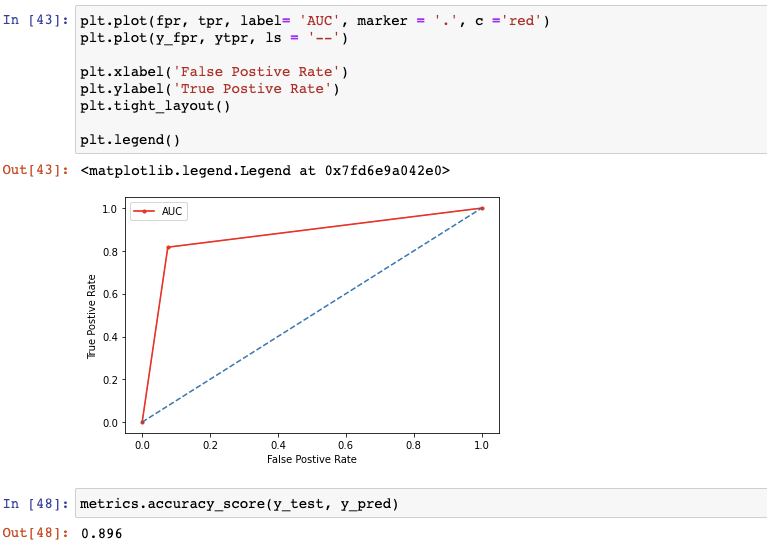 In [43]: plt.plot(fpr, tpr, label= 'AUC', marker = '.', c ='red')
plt.plot(y_fpr, ytpr, ls = '--')
plt.xlabel('False Postive Rate')
plt.ylabel('True Postive Rate')
plt.tight_layout()
plt.legend()
Out[43]: <matplotlib.legend.Legend at 0x7fd6e9a042e0>
AUC
1.0
0.8
0.6
0.4
0.2
0.0
True Postive Rate
0.0 0.2 0.4 0.6 0.8 1.0
False Postive Rate
In [48]: metrics.accuracy_score(y_test, y_pred)
Out[48]: 0.896